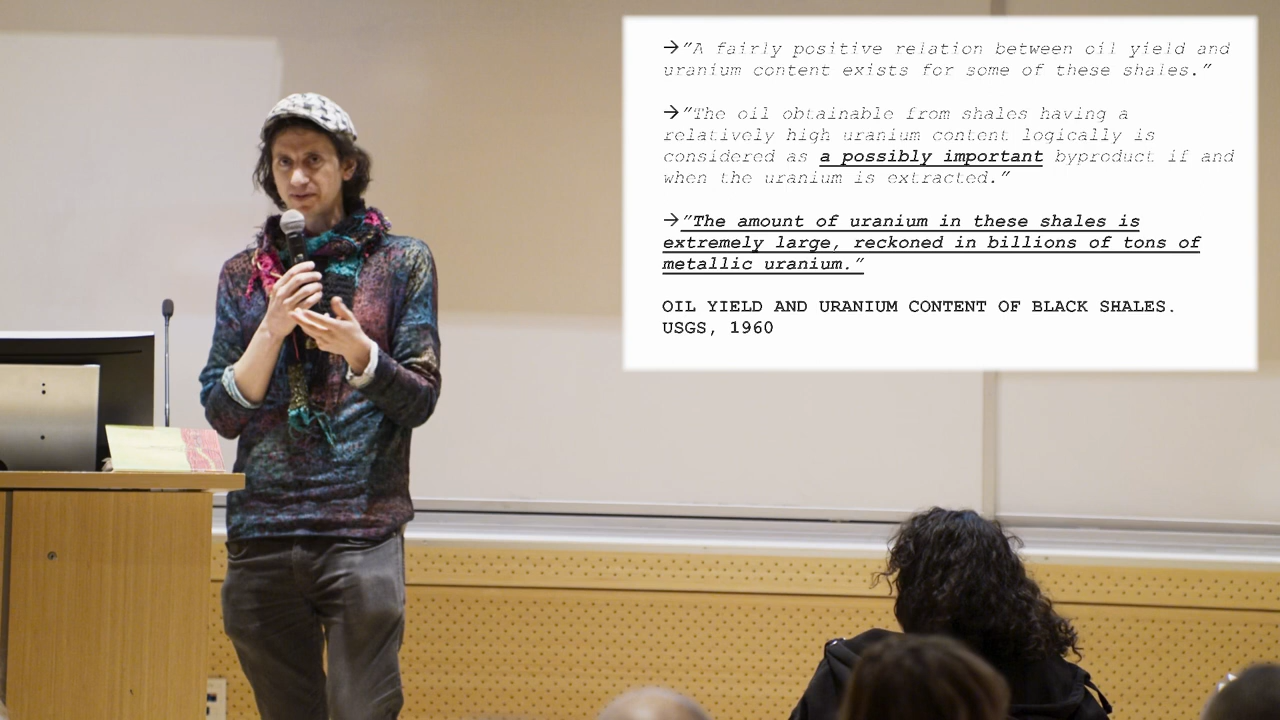 →”A fairly positive relation between oil yield and
uranium content exists for some of these shales.”
→”The oil obtainable from shales having a
relatively high uranium content logically is
considered as a possibly important byproduct if and
when the uranium is extracted.”
→”The amount of uranium in these shales is
extremely large, reckoned in billions of tons of
metallic uranium.”
OIL YIELD AND URANIUM CONTENT OF BLACK SHALES.
USGS, 1960